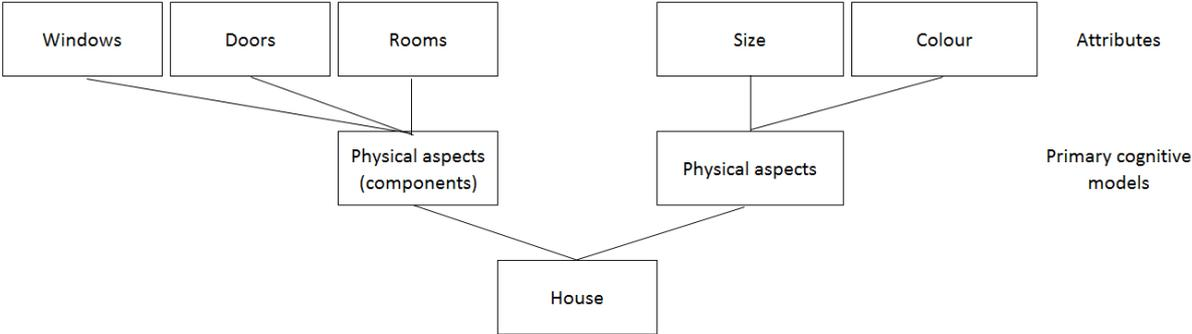 Windows
Doors
Rooms
Size
Colour
Attributes
Physical aspects
(components)
Physical aspects
Primary cognitive
models
House